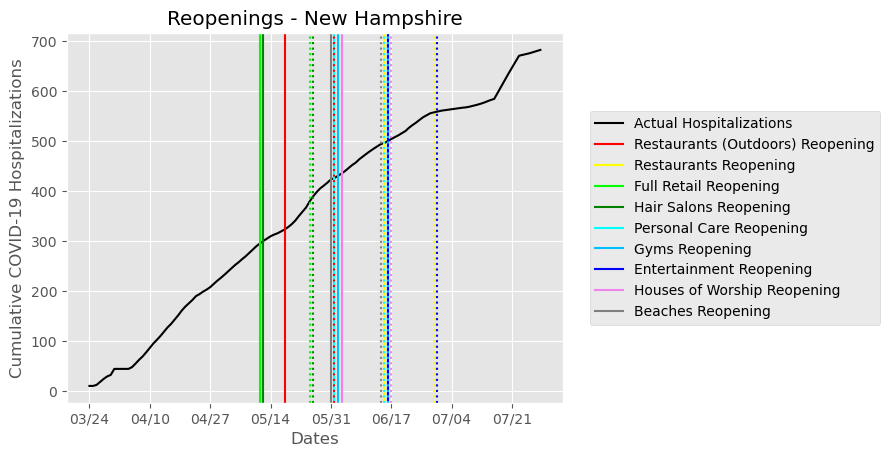 Reopenings - New Hampshire
Cumulative COVID-19 Hospitalizations
700
600
500
400
300
200
100
0
03/24 04/10 04/27 05/14 05/31 06/17 07/04 07/21
Dates
Actual Hospitalizations
Restaurants (Outdoors) Reopening
Restaurants Reopening
Full Retail Reopening
Hair Salons Reopening
Personal Care Reopening
Gyms Reopening
Entertainment Reopening
Houses of Worship Reopening
Beaches Reopening